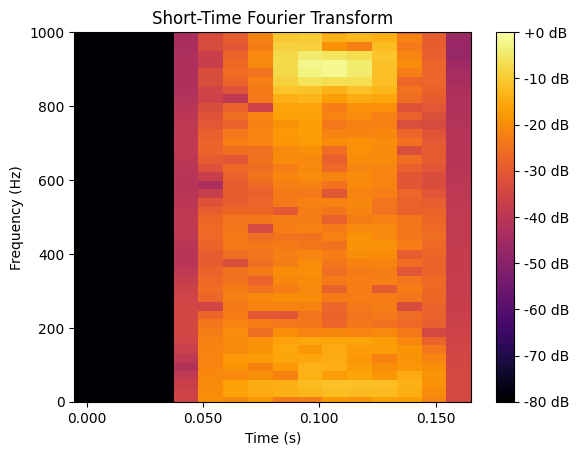 Short-Time Fourier Transform
1000
800
600
400
200
0
Frequency (Hz)
0.000
0.050
0.100
0.150
Time (s)
+0 dB
-10 dB
-20 dB
-30 dB
-40 dB
-50 dB
-60 dB
-70 dB
-80 dB